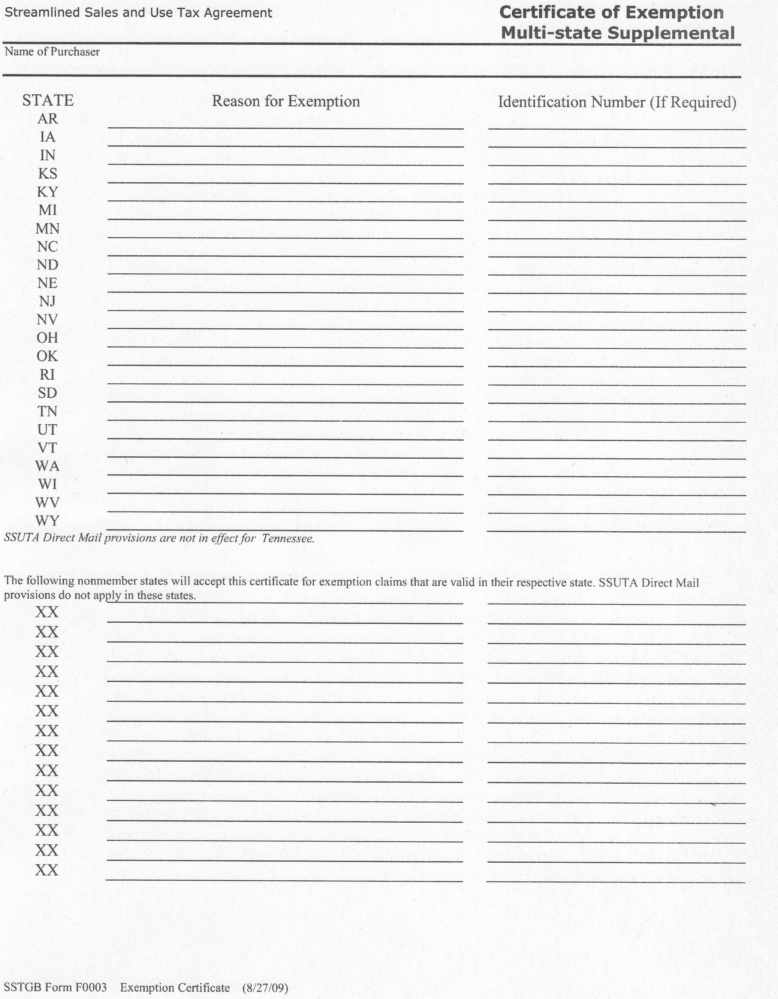 Streamlined Sales and Use Tax Agreement
Certificate of Exemption
Multi-state Supplemental
Name of Purchaser
STATE Reason for Exemption Identification Number (If Required)
AR
IA
IN
KS
KY
MI
MN
NC
ND
NE
NJ
NV
OH
OK
RI
SD
TN
UT
VT
WA
WI
WV
WY
SSUTA Direct Mail provisions are not in effect for Tennessee.
The following nonmember states will accept this certificate for exemption claims that are valid in their respective state. SSUTA Direct Mail
provisions do not apply in these states.
XX
XX
XX
XX
XX
XX
XX
XX
XX
XX
XX
XX
XX
XX
SSTGB Form F0003 Exemption Certificate (8/27/09)